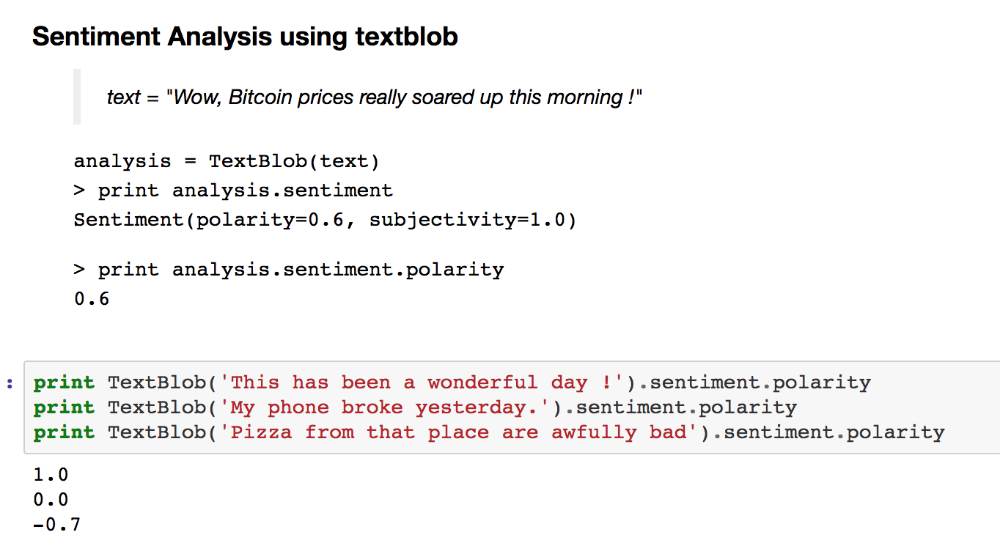 Sentiment Analysis using textblob
text = "Wow, Bitcoin prices really soared up this morning !"
analysis = TextBlob(text)
> print analysis.sentiment
Sentiment(polarity=0.6, subjectivity=1.0)
> print analysis.sentiment.polarity
0.6
:
print TextBlob('This has been a wonderful day !').sentiment.polarity
print TextBlob('My phone broke yesterday.').sentiment.polarity
print TextBlob('Pizza from that place are awfully bad').sentiment.polarity
1.0
0.0
-0.7